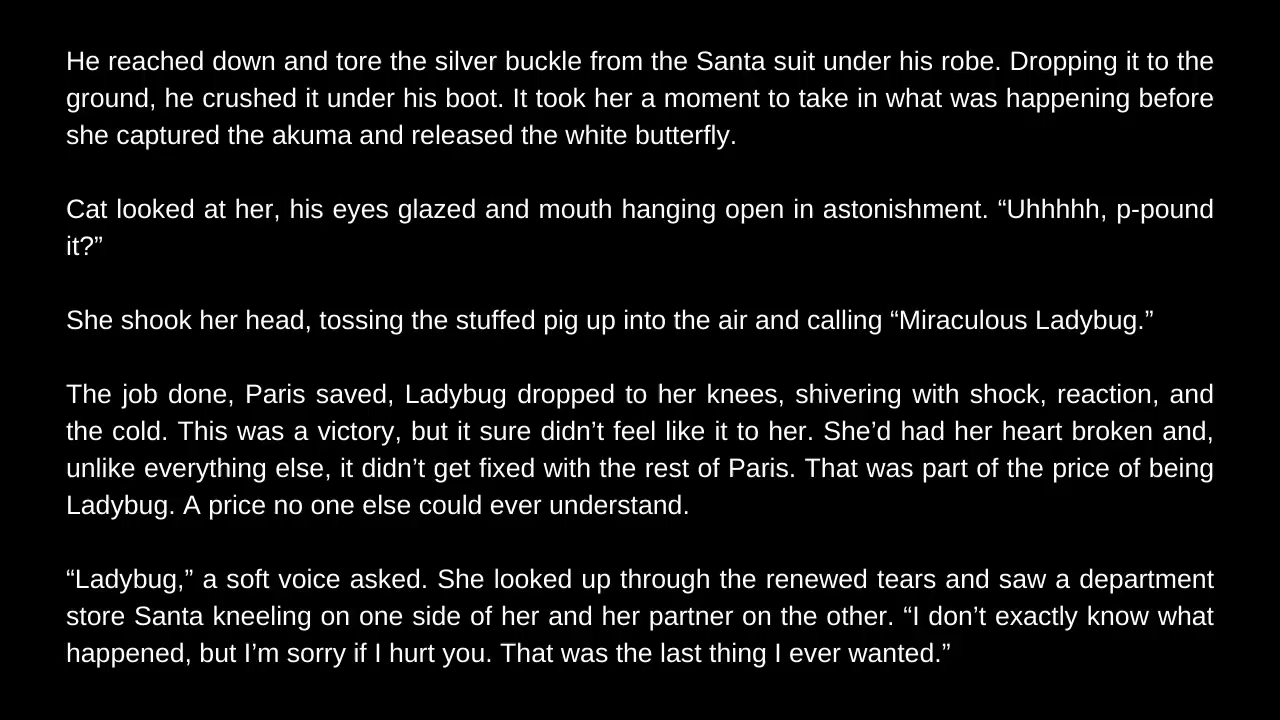 He reached down and tore the silver buckle from the Santa suit under his robe. Dropping it to the
ground, he crushed it under his boot. It took her a moment to take in what was happening before
she captured the akuma and released the white butterfly.
Cat looked at her, his eyes glazed and mouth hanging open in astonishment. “Uhhhhh, p-pound
it?”
She shook her head, tossing the stuffed pig up into the air and calling “Miraculous Ladybug.”
The job done, Paris saved, Ladybug dropped to her knees, shivering with shock, reaction, and
the cold. This was a victory, but it sure didn’t feel like it to her. She’d had her heart broken and,
unlike everything else, it didn’t get fixed with the rest of Paris. That was part of the price of being
Ladybug. A price no one else could ever understand.
“Ladybug,” a soft voice asked. She looked up through the renewed tears and saw a department
store Santa kneeling on one side of her and her partner on the other. “I don’t exactly know what
happened, but I’m sorry if I hurt you. That was the last thing I ever wanted.”